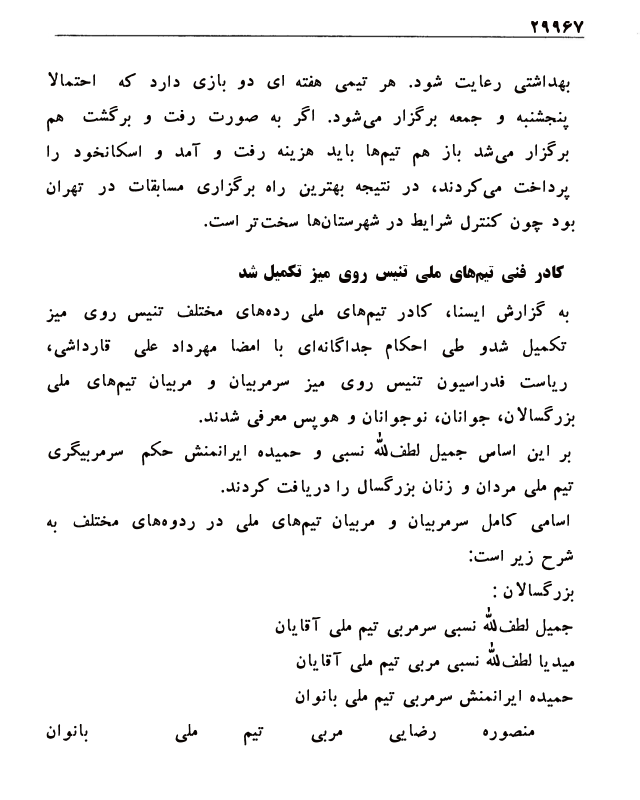 ۲۹۹۶۷
بهداشتی رعایت شود. هر تیمی هفته ای دو بازی دارد که احتمالا
پنجشنبه و جمعه برگزار می‌شود. اگر به صورت رفت و برگشت هم
برگزار می‌شد باز هم تیم‌ها باید هزینه رفت و آمد و اسکانخود را
پرداخت می‌کردند، در نتیجه بهترین راه برگزاری مسابقات در تهران
بود چون کنترل شرایط در شهرستان‌ها سخت‌تر است.
کادر فنی تیم‌های ملی تنیس روی میز تکمیل شد
به گزارش ایسنا، کادر تیم‌های ملی رده‌های مختلف تنیس روی میز
تکمیل شدو طی احکام جداگانه‌ای با امضا مهرداد علی قارداشی،
ریاست فدراسیون تنیس روی میز سرمربیان و مربیان تیم‌های ملی
بزرگسالان، جوانان، نوجوانان و هوپس معرفی شدند.
بر این اساس جمیل لطف‌الله نسبی و حمیده ایرانمنش حکم سرمربیگری
تیم ملی مردان و زنان بزرگسال را دریافت کردند.
اسامی کامل سرمربیان و مربیان تیم‌های ملی در ردوه‌های مختلف به
شرح زیر است:
بزرگسالان :
جمیل لطف‌الله نسبی سرمربی تیم ملی آقایان
میدیا لطف‌الله نسبی مربی تیم ملی آقایان
حمیده ایرانمنش سرمربی تیم ملی بانوان
منصوره رضایی مربی تیم ملی بانوان